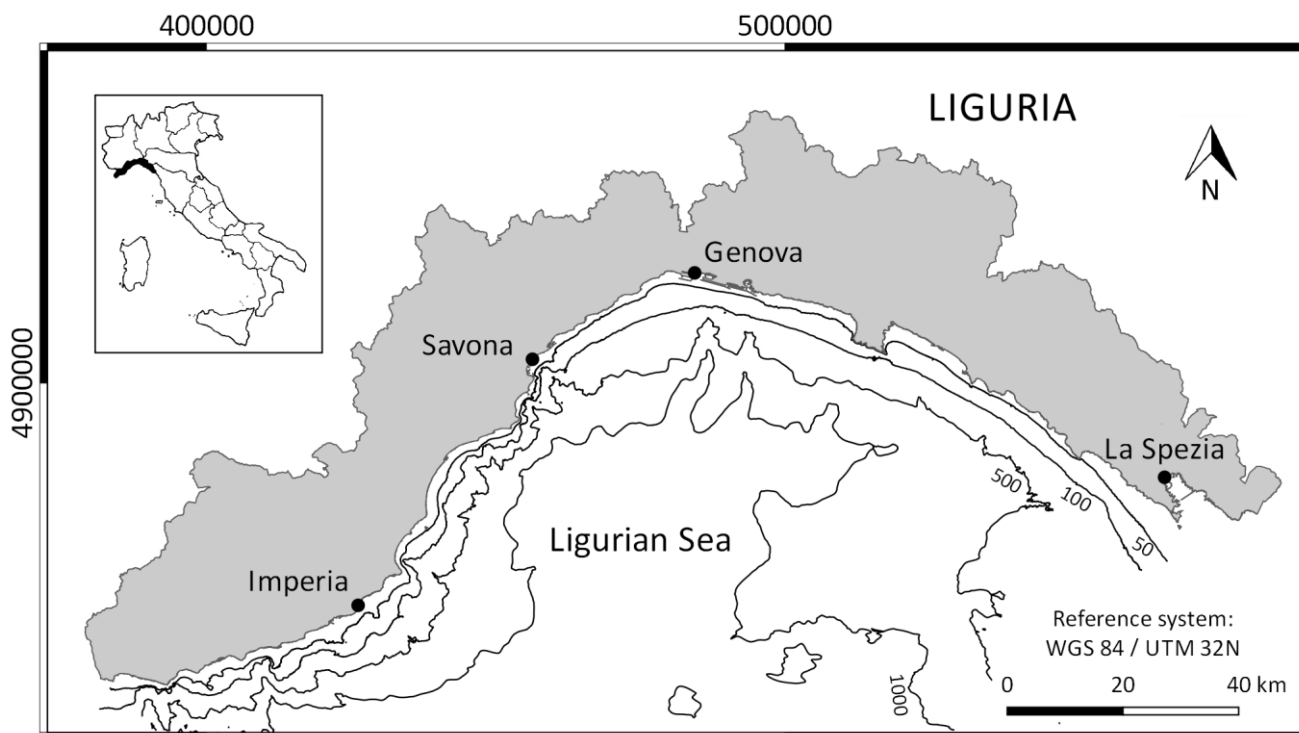 400000
500000
LIGURIA
N
Genova
Savona
4900000
La Spezia
500
100
50
Ligurian Sea
Imperia
Reference system:
WGS 84 / UTM 32N
1000
0 20 40 km